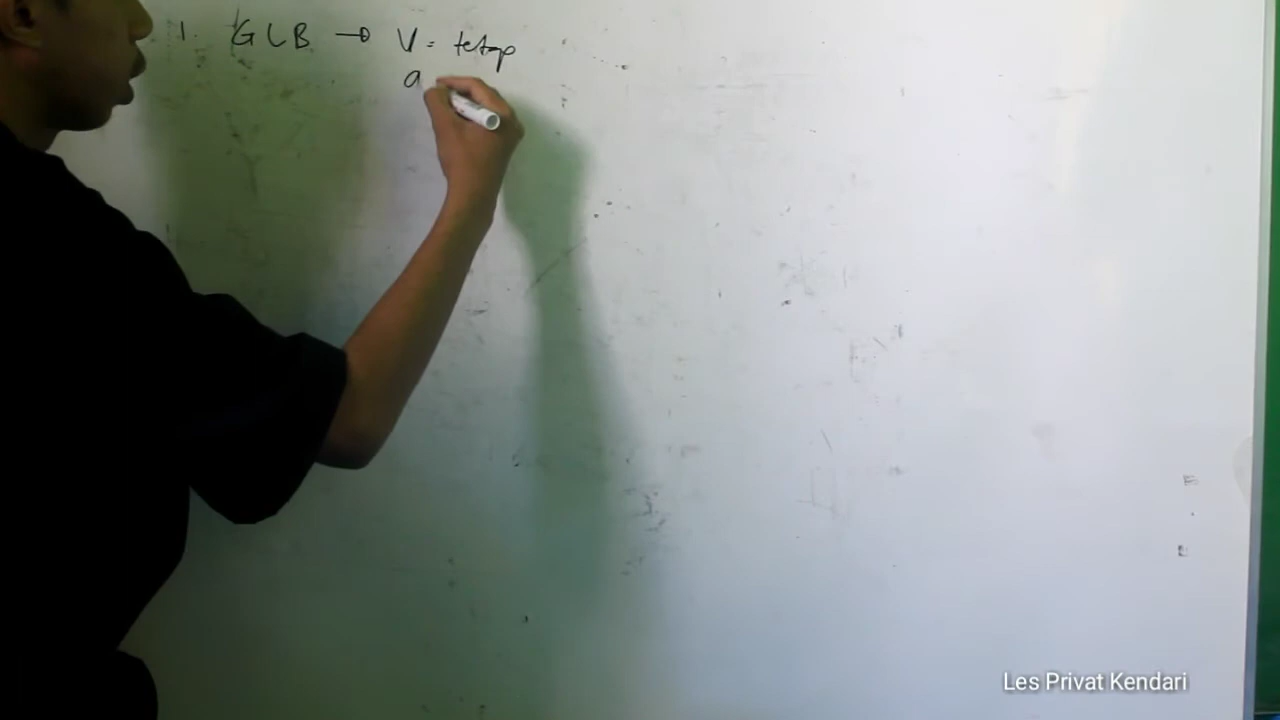 1. GLB → V = tetap
a
Les Privat Kendari